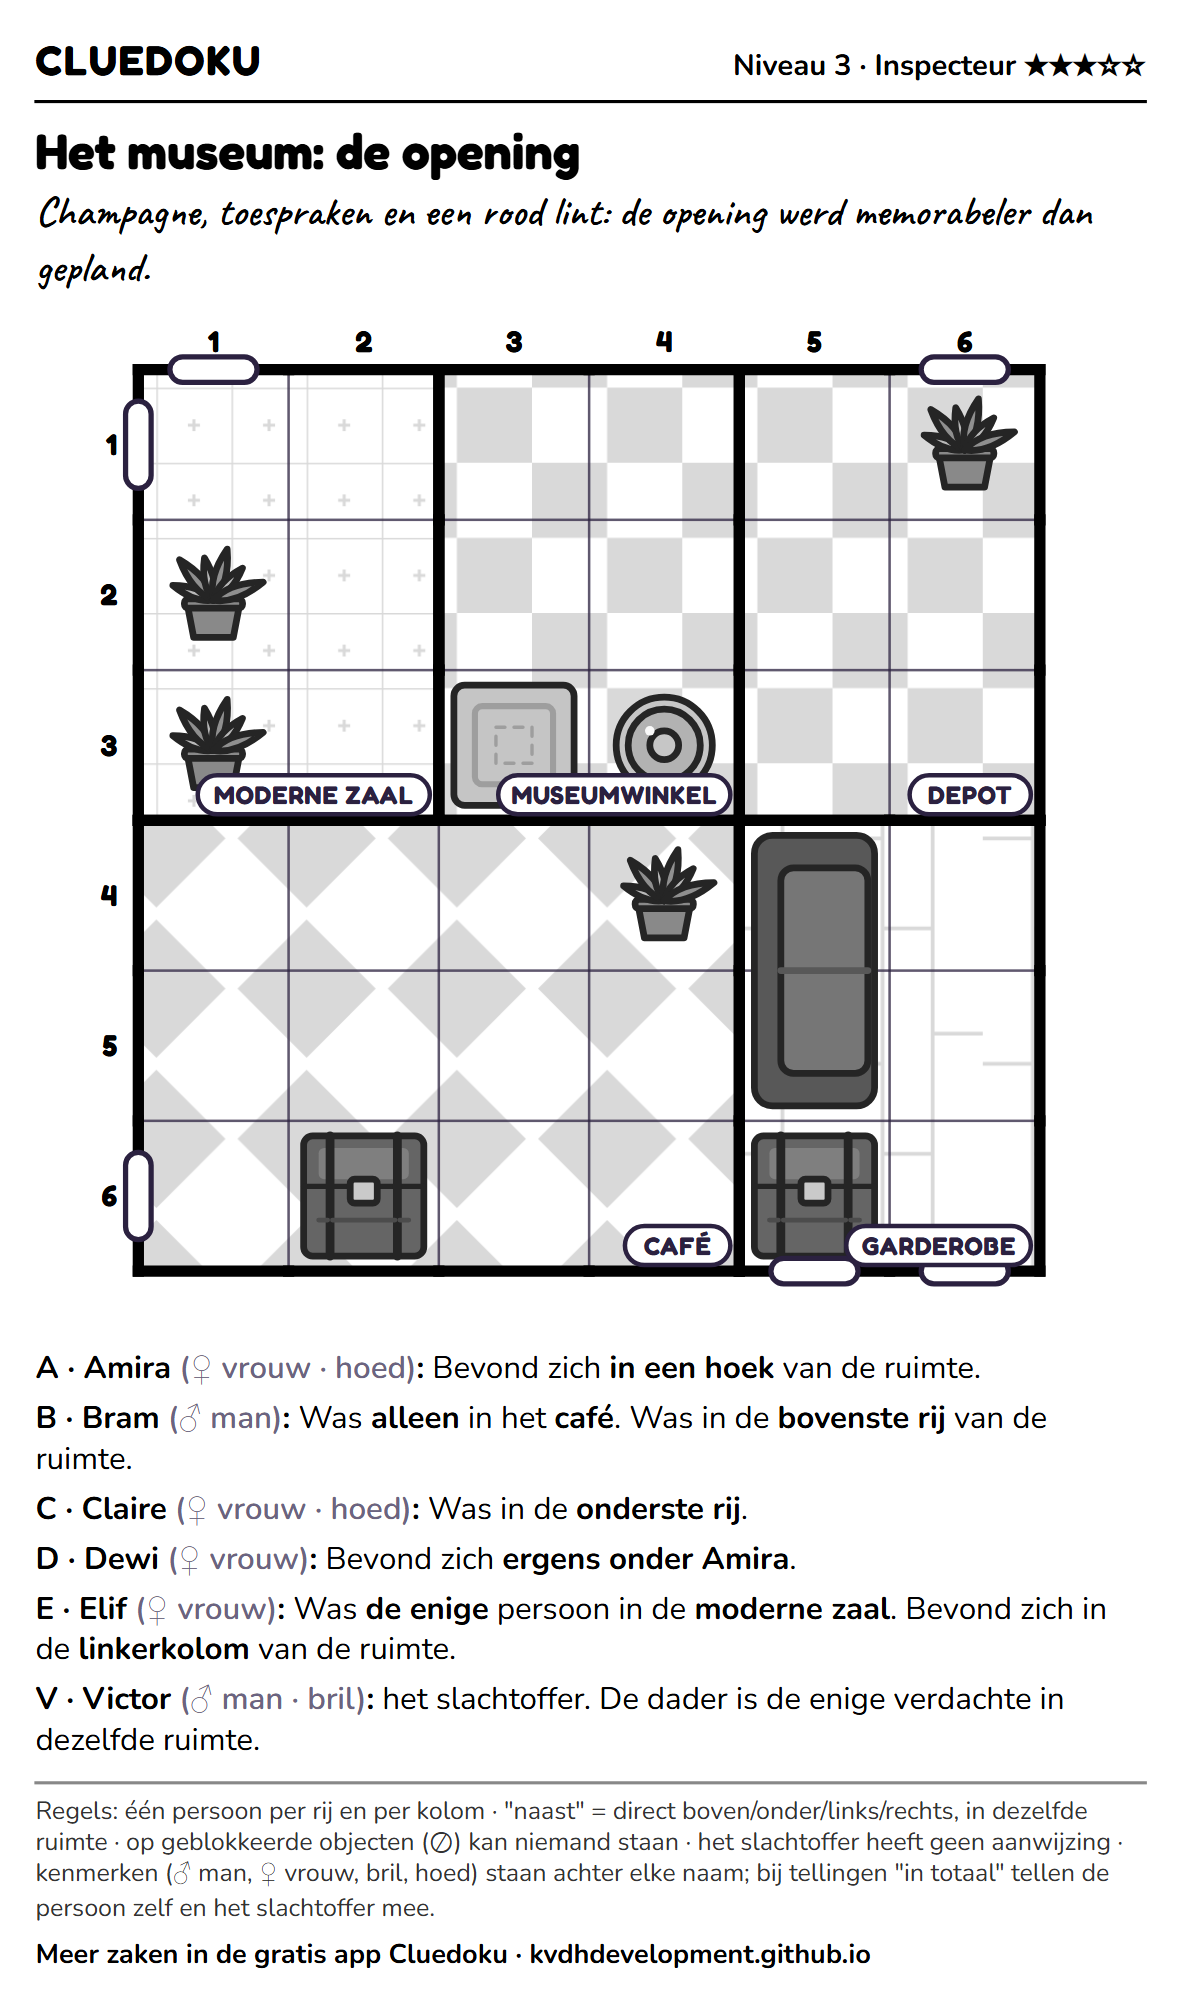 CLUEDOKU
Niveau 3 · Inspecteur ★★★☆☆
Het museum: de opening
Champagne, toespraken en een rood lint: de opening werd memorabeler dan
gepland.
1 2 3 4 5 6
1
2
3
MODERNE ZAAL MUSEUMWINKEL DEPOT
4
5
6
CAFÉ GARDEROBE
A · Amira (♀ vrouw · hoed): Bevond zich in een hoek van de ruimte.
B · Bram (♂ man): Was alleen in het café. Was in de bovenste rij van de
ruimte.
C · Claire (♀ vrouw · hoed): Was in de onderste rij.
D · Dewi (♀ vrouw): Bevond zich ergens onder Amira.
E · Elif (♀ vrouw): Was de enige persoon in de moderne zaal. Bevond zich in
de linkerkolom van de ruimte.
V · Victor (♂ man · bril): het slachtoffer. De dader is de enige verdachte in
dezelfde ruimte.
Regels: één persoon per rij en per kolom · "naast" = direct boven/onder/links/rechts, in dezelfde
ruimte · op geblokkeerde objecten (⊘) kan niemand staan · het slachtoffer heeft geen aanwijzing ·
kenmerken (♂ man, ♀ vrouw, bril, hoed) staan achter elke naam; bij tellingen "in totaal" tellen de
persoon zelf en het slachtoffer mee.
Meer zaken in de gratis app Cluedoku · kvdhdevelopment.github.io